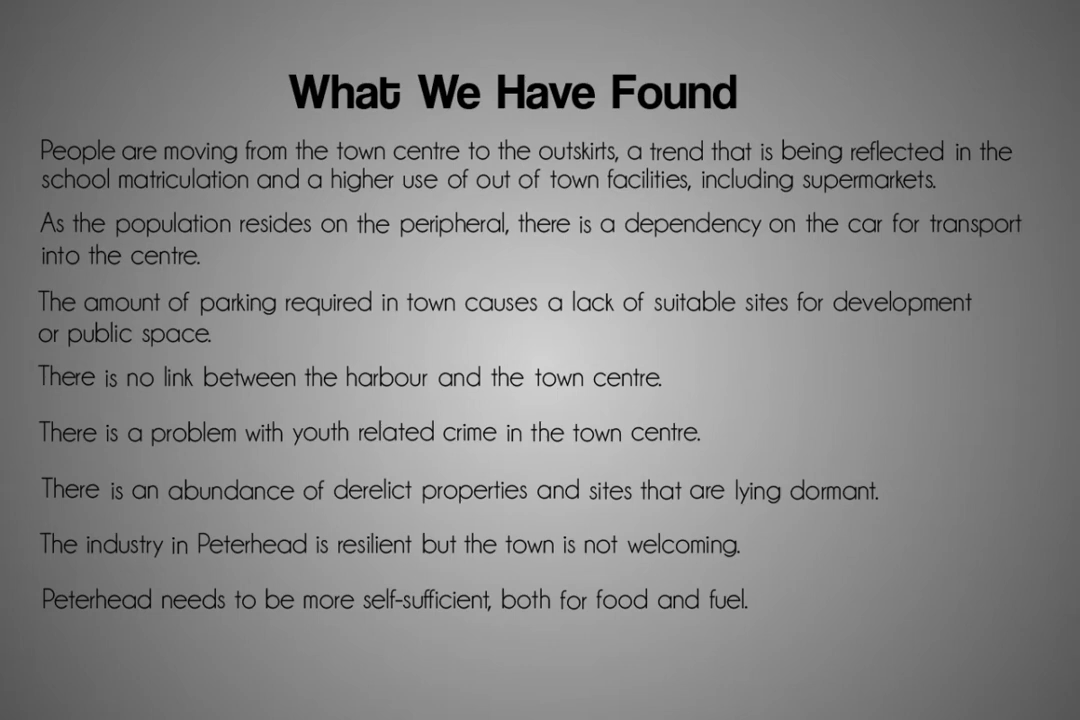 What We Have Found
People are moving from the town centre to the outskirts, a trend that is being reflected in the
school matriculation and a higher use of out of town facilities, including supermarkets.
As the population resides on the peripheral, there is a dependency on the car for transport
into the centre.
The amount of parking required in town causes a lack of suitable sites for development
or public space.
There is no link between the harbour and the town centre.
There is a problem with youth related crime in the town centre.
There is an abundance of derelict properties and sites that are lying dormant.
The industry in Peterhead is resilient but the town is not welcoming.
Peterhead needs to be more self-sufficient, both for food and fuel.